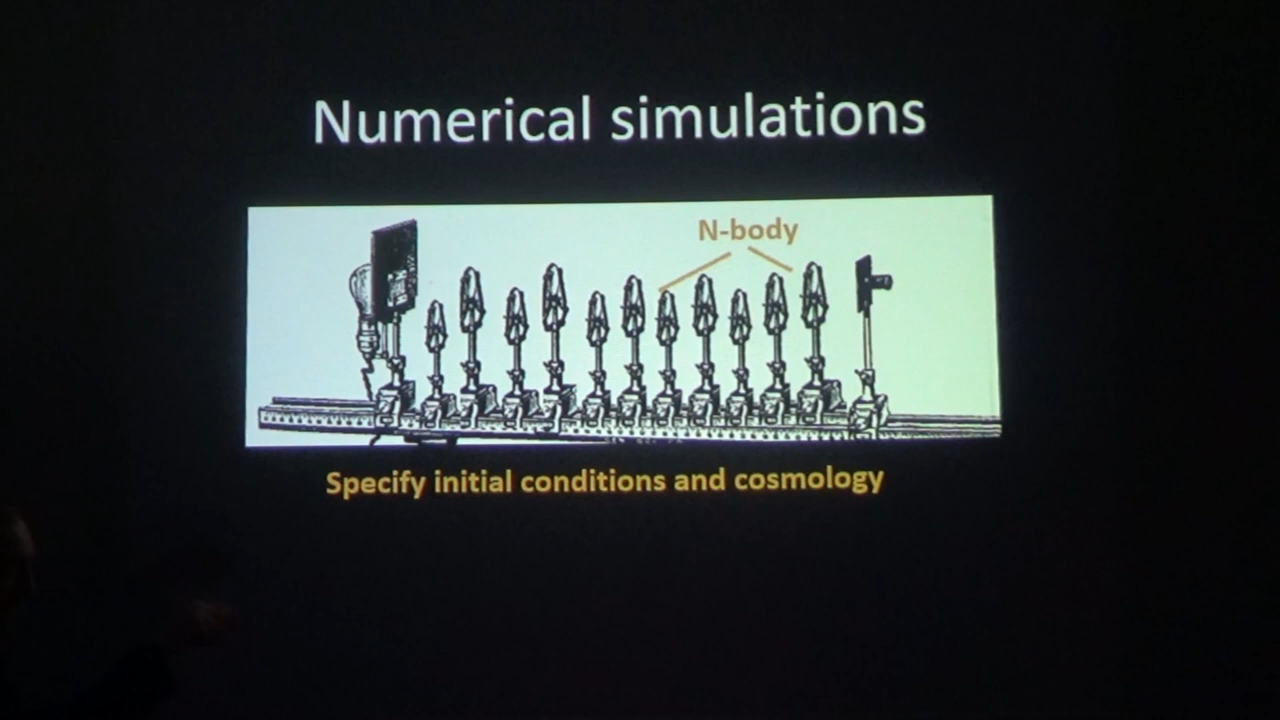 Numerical simulations
N-body
Specify initial conditions and cosmology